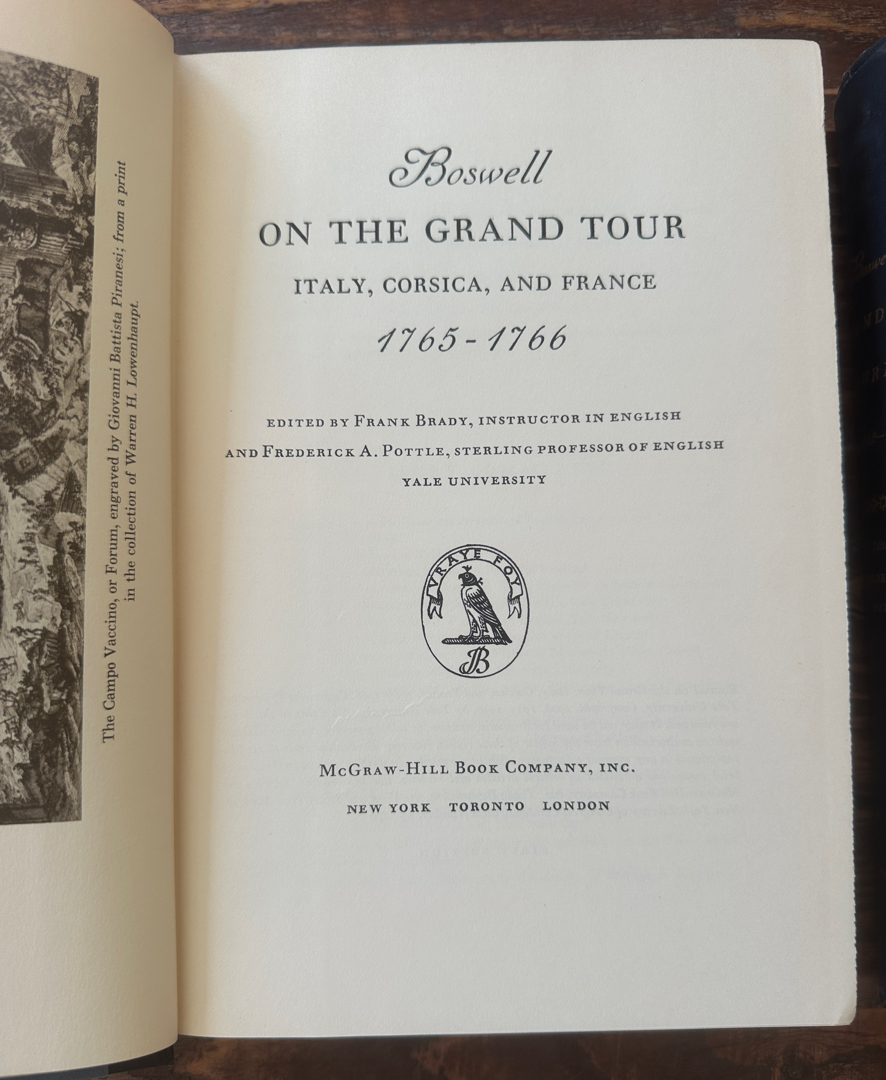 The Campo Vaccino, or Forum, engraved by Giovanni Battista Piranesi; from a print
in the collection of Warren H. Lowenhaupt.
Boswell
ON THE GRAND TOUR
ITALY, CORSICA, AND FRANCE
1765-1766
EDITED BY FRANK BRADY, INSTRUCTOR IN ENGLISH
AND FREDERICK A. POTTLE, STERLING PROFESSOR OF ENGLISH
YALE UNIVERSITY
VRAYE FOY
JB
MCGRAW-HILL BOOK COMPANY, INC.
NEW YORK TORONTO LONDON